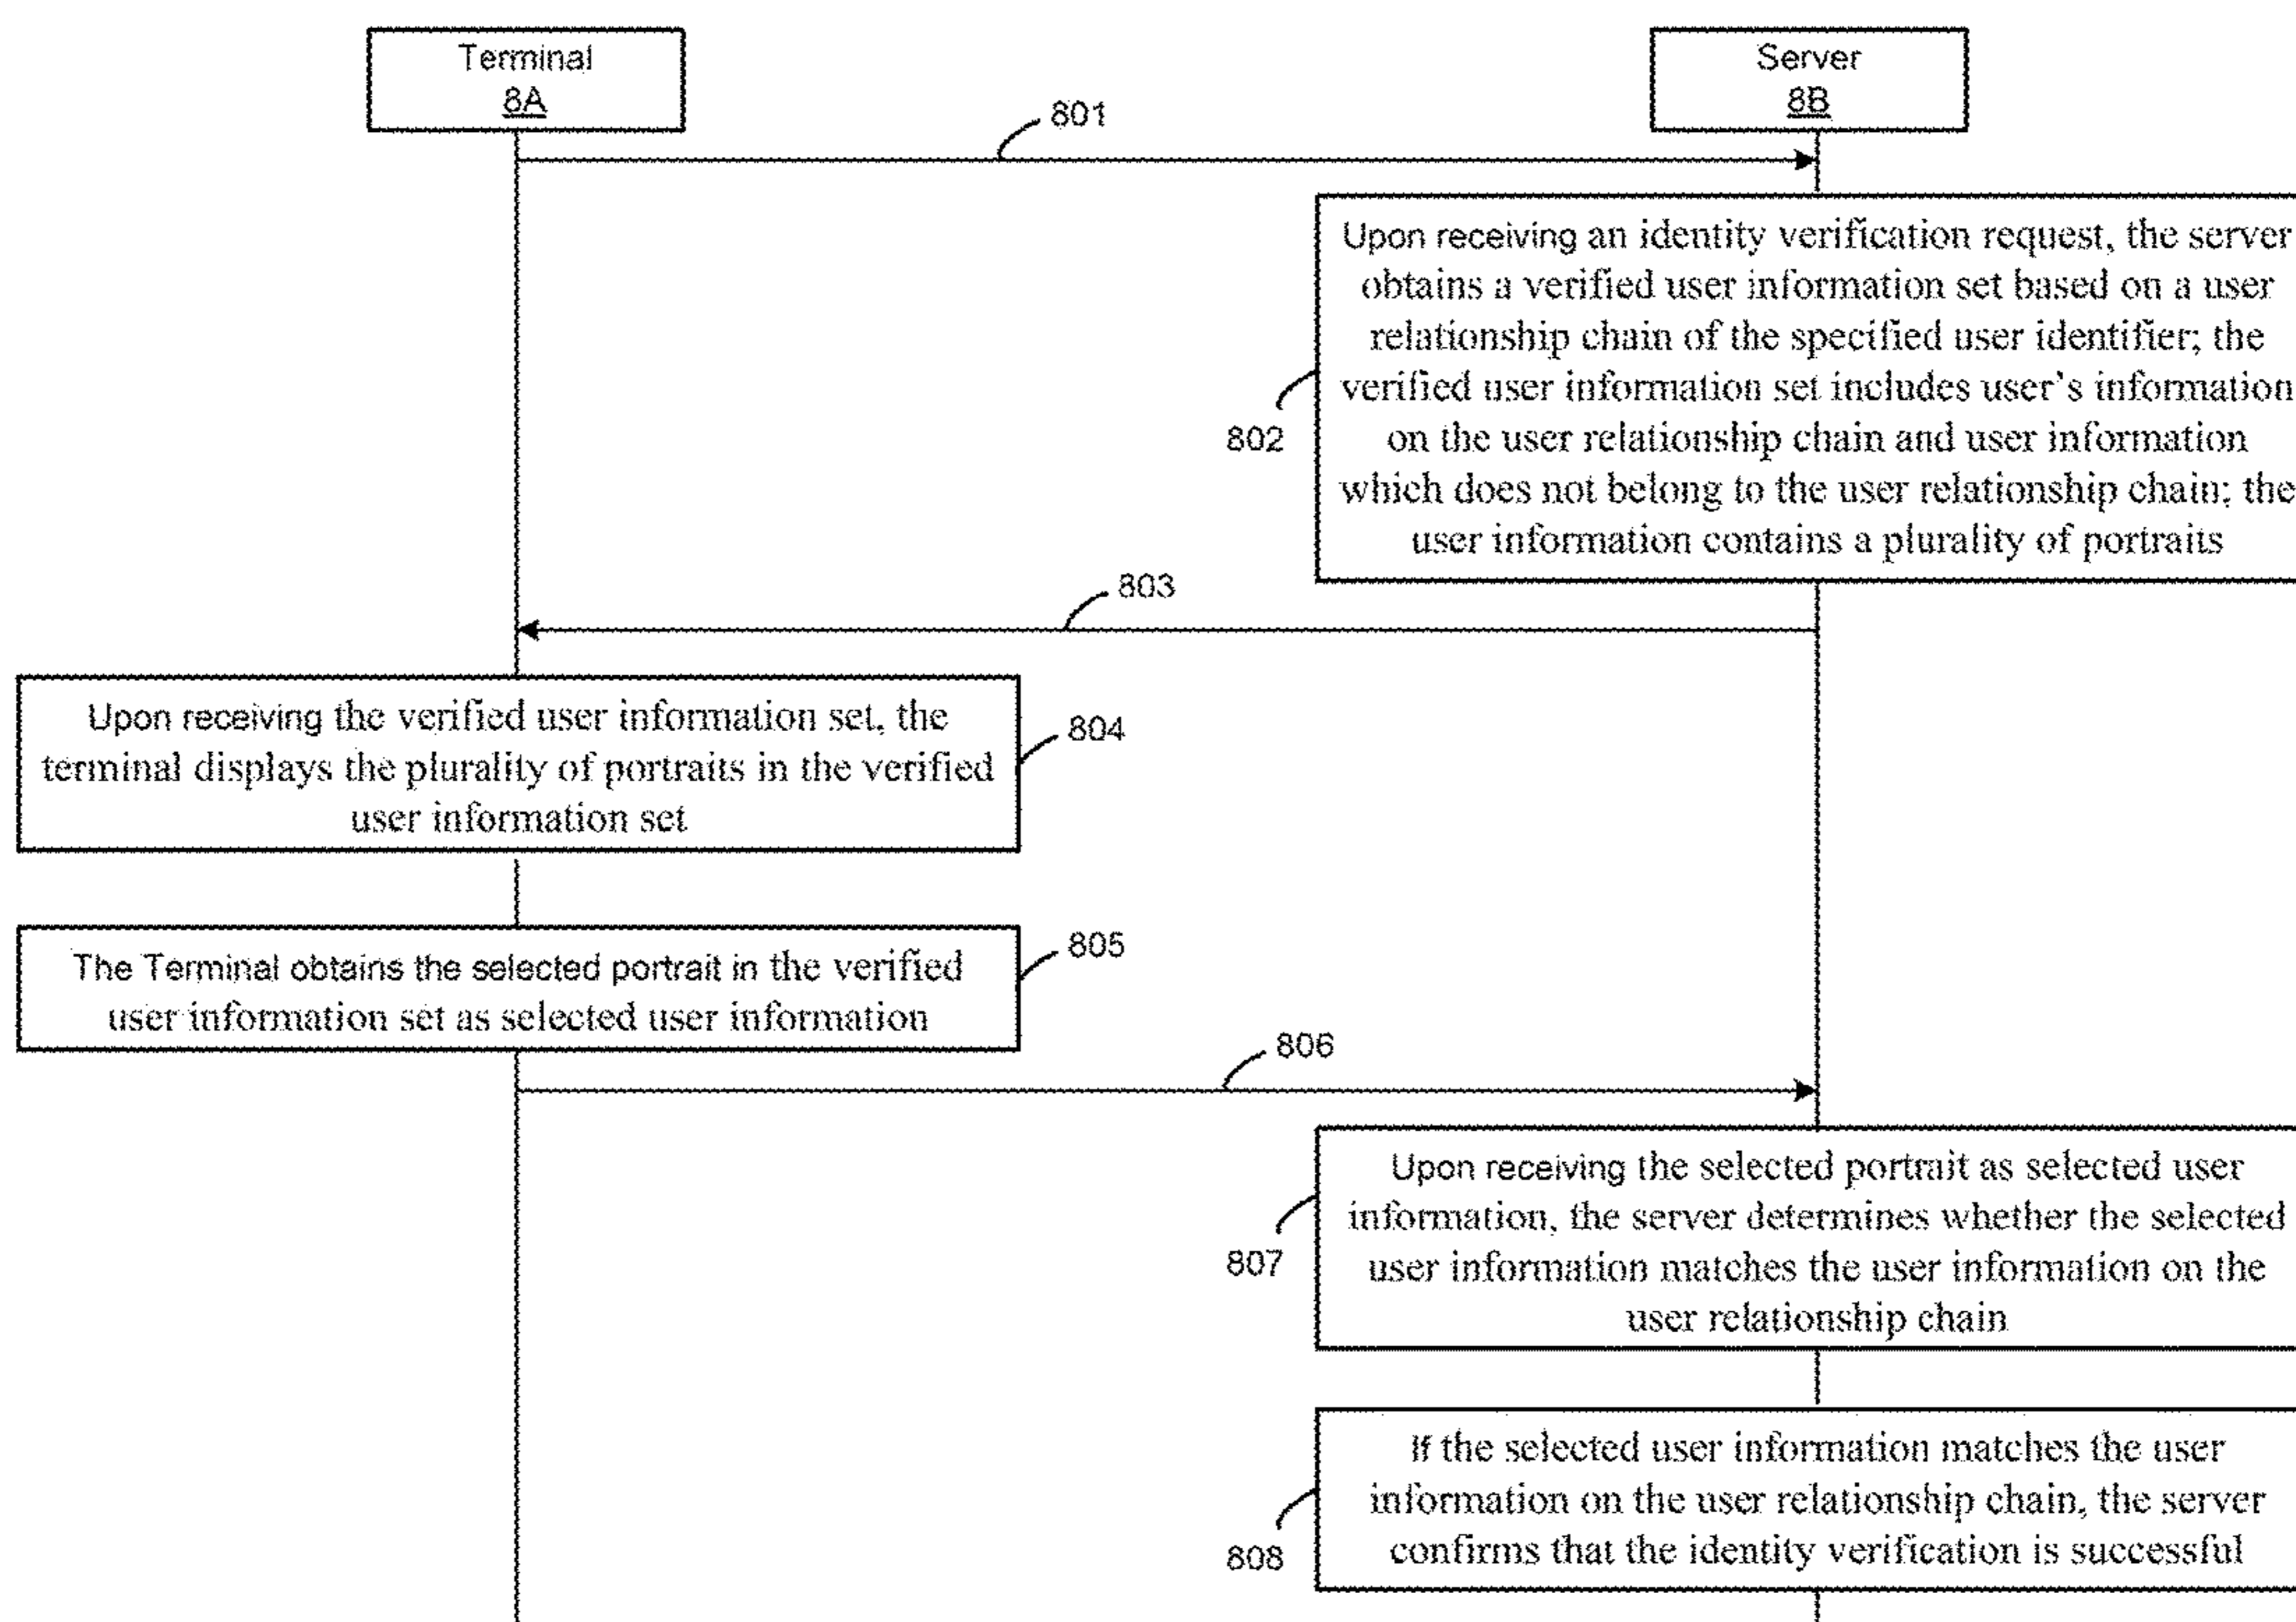 Terminal
8A
Server
8B
801
Upon receiving an identity verification request, the server
obtains a verified user information set based on a user
relationship chain of the specified user identifier; the
verified user information set includes user's information
on the user relationship chain and user information
which does not belong to the user relationship chain; the
user information contains a plurality of portraits
802
803
Upon receiving the verified user information set, the
terminal displays the plurality of portraits in the verified
user information set
804
The Terminal obtains the selected portrait in the verified
user information set as selected user information
805
806
Upon receiving the selected portrait as selected user
information, the server determines whether the selected
user information matches the user information on the
user relationship chain
807
If the selected user information matches the user
information on the user relationship chain, the server
confirms that the identity verification is successful
808